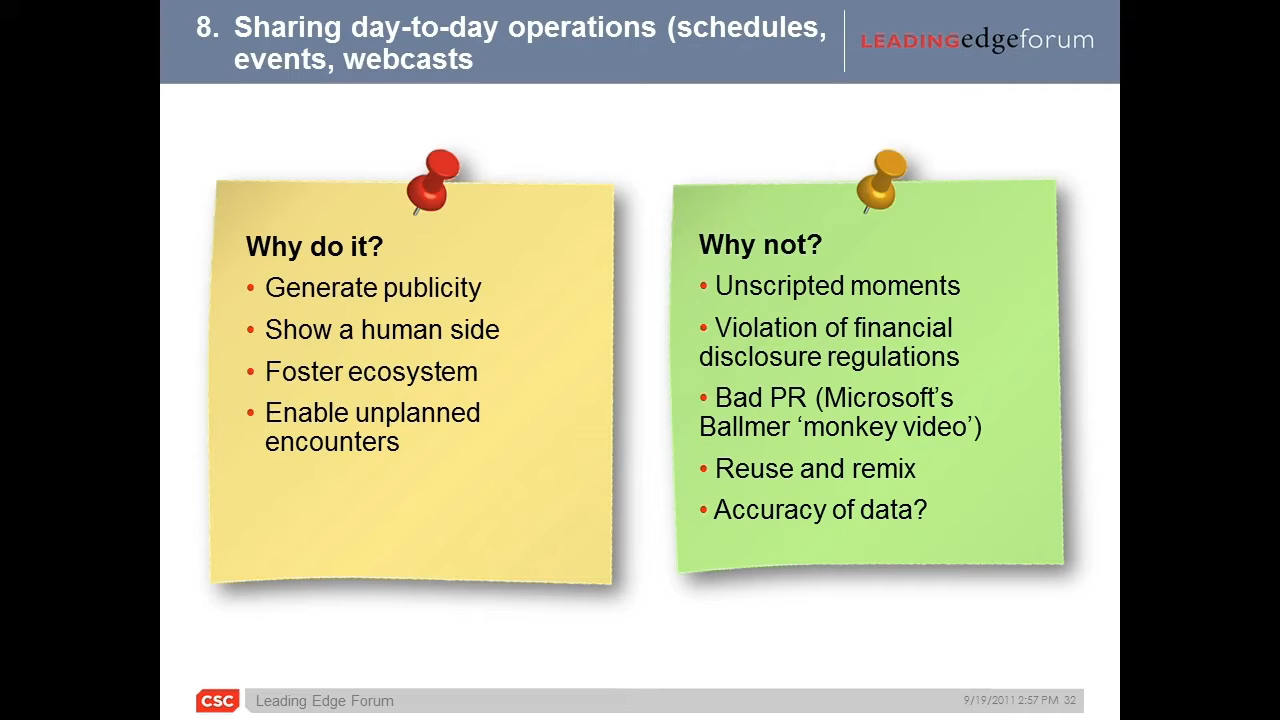 8. Sharing day-to-day operations (schedules,
events, webcasts
LEADINGedgeforum
Why do it?
• Generate publicity
• Show a human side
• Foster ecosystem
• Enable unplanned
encounters
Why not?
• Unscripted moments
• Violation of financial
disclosure regulations
• Bad PR (Microsoft’s
Ballmer ‘monkey video’)
• Reuse and remix
• Accuracy of data?
CSC Leading Edge Forum
9/19/2011 2:57 PM 32